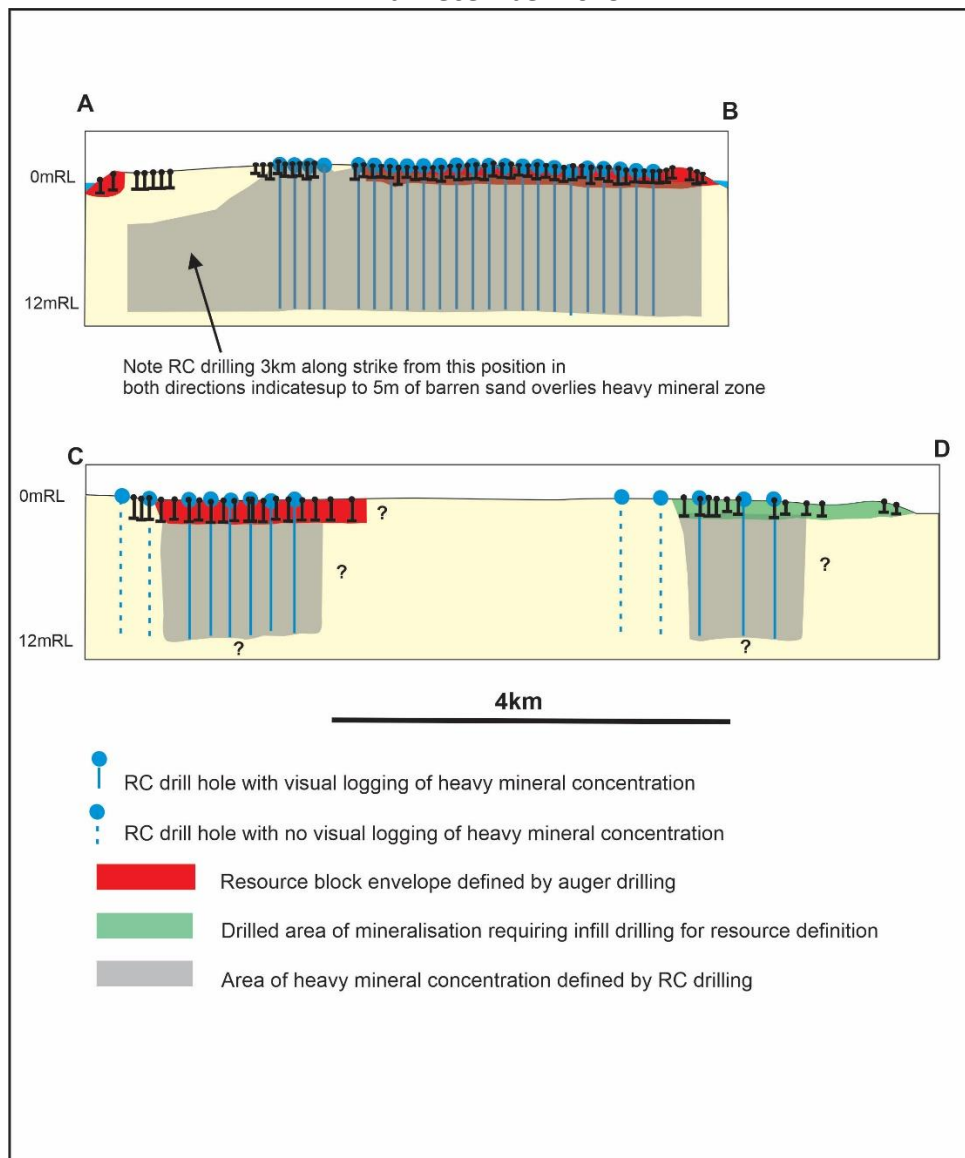 A
B
0mRL
12mRL
Note RC drilling 3km along strike from this position in
both directions indicatesup to 5m of barren sand overlies heavy mineral zone
C
D
0mRL
?
?
?
12mRL
?
?
4km
RC drill hole with visual logging of heavy mineral concentration
RC drill hole with no visual logging of heavy mineral concentration
Resource block envelope defined by auger drilling
Drilled area of mineralisation requiring infill drilling for resource definition
Area of heavy mineral concentration defined by RC drilling